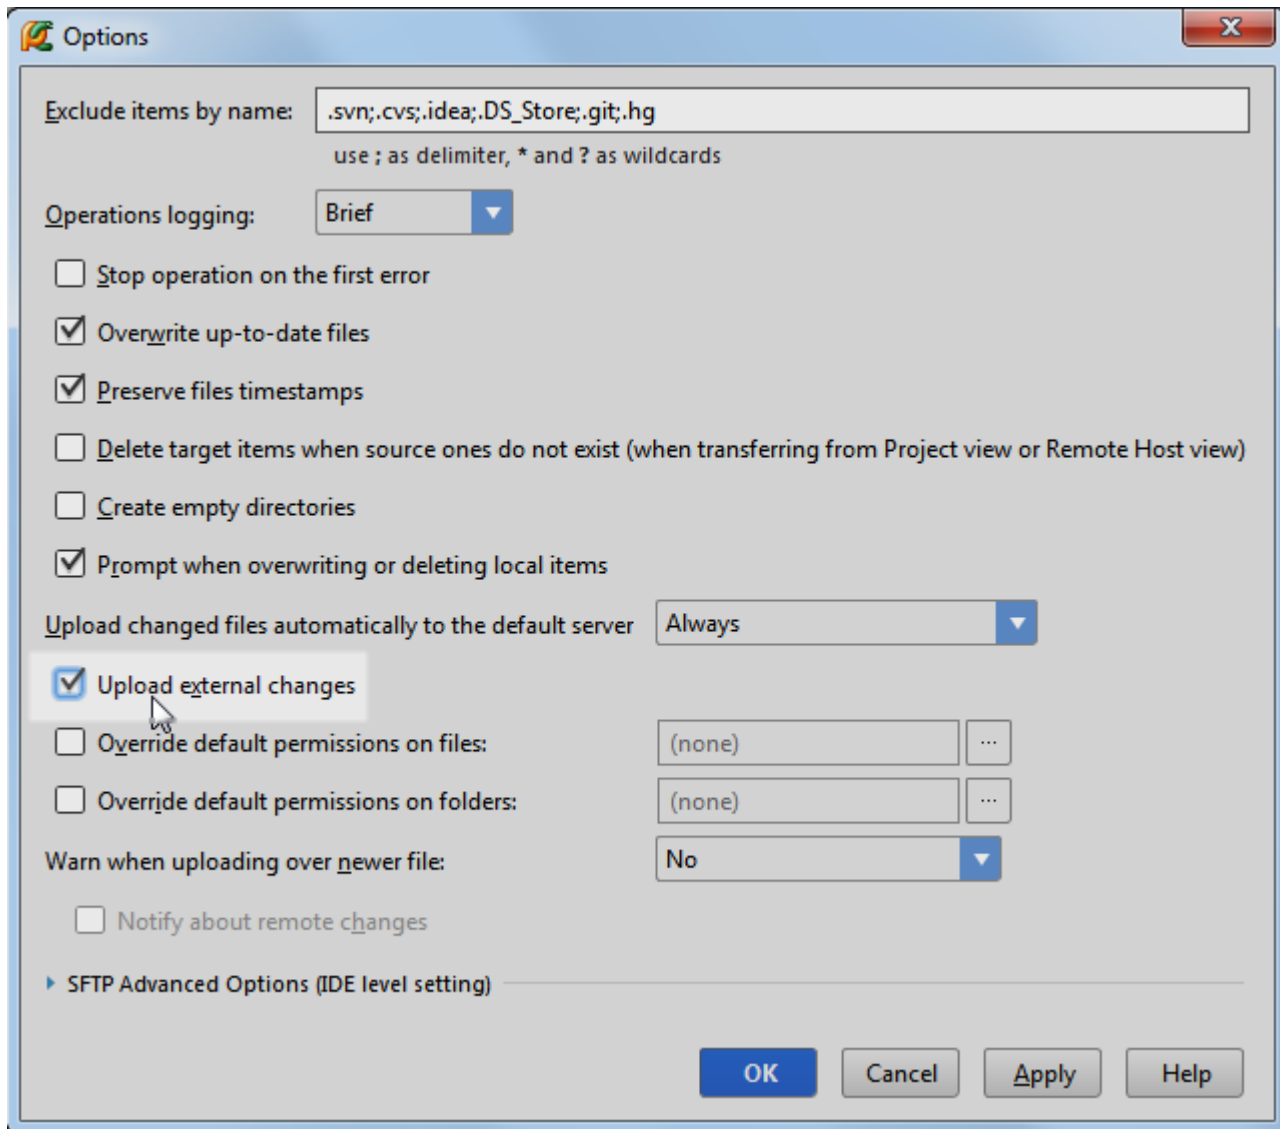 Options
Exclude items by name: .svn;.cvs;.idea;.DS_Store;.git;.hg
use ; as delimiter, * and ? as wildcards
Operations logging: Brief
Stop operation on the first error
Overwrite up-to-date files
Preserve files timestamps
Delete target items when source ones do not exist (when transferring from Project view or Remote Host view)
Create empty directories
Prompt when overwriting or deleting local items
Upload changed files automatically to the default server Always
Upload external changes
Override default permissions on files: (none) ...
Override default permissions on folders: (none) ...
Warn when uploading over newer file: No
Notify about remote changes
SFTP Advanced Options (IDE level setting)
OK Cancel Apply Help